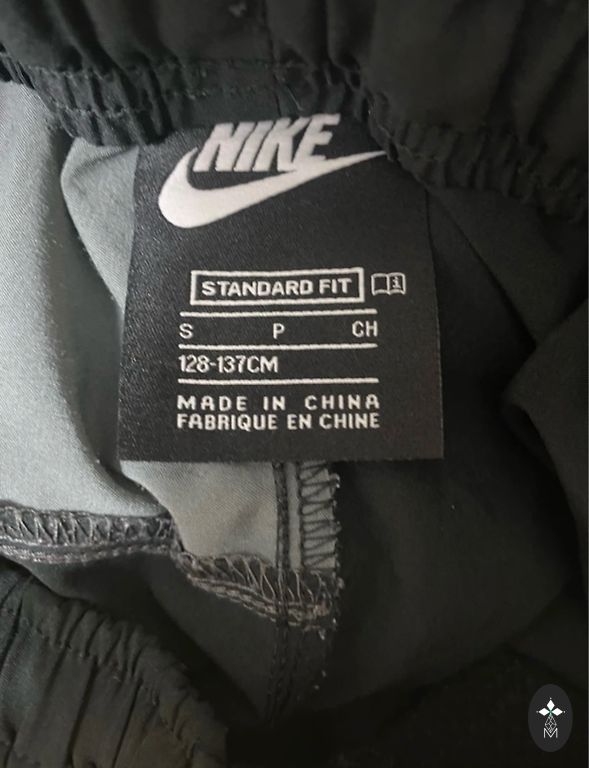 NIKE
STANDARD FIT
S P CH
128-137CM
MADE IN CHINA
FABRIQUE EN CHINE
M